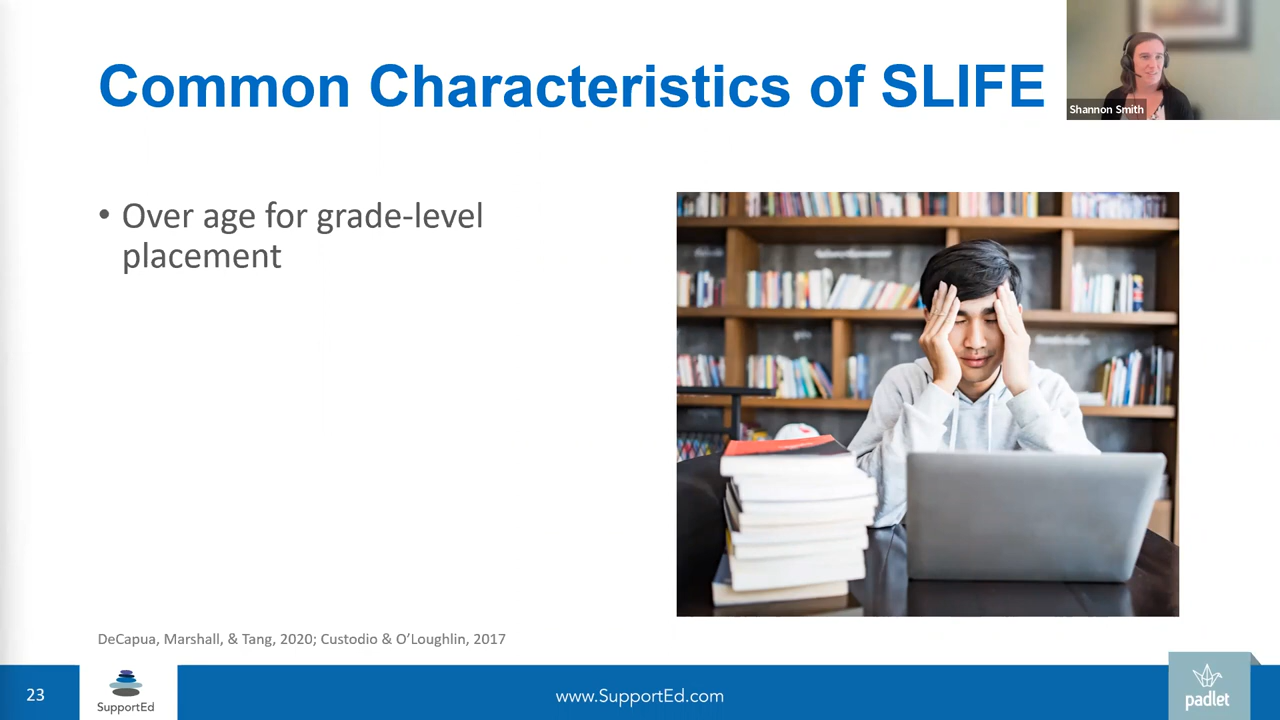 Common Characteristics of SLIFE
Shannon Smith
• Over age for grade-level
placement
DeCapua, Marshall, & Tang, 2020; Custodio & O’Loughlin, 2017
23
SupportEd
www.SupportEd.com
padlet